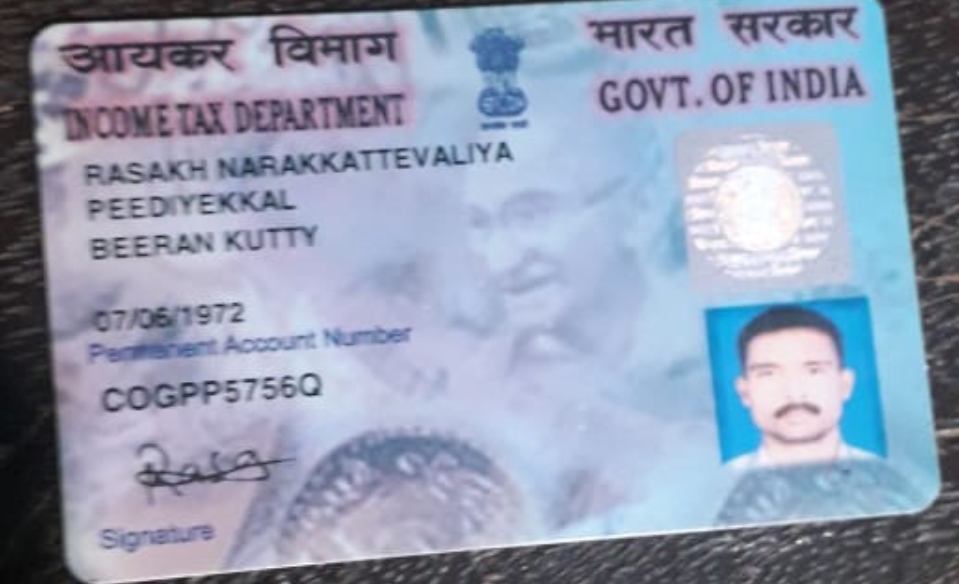 आयकर विभाग
भारत सरकार
INCOME TAX DEPARTMENT
GOVT. OF INDIA
RASAKH NARAKKATTEVALIYA
PEEDIYEKKAL
BEERAN KUTTY
07/06/1972
Permanent Account Number
COGPP5756Q
Signature